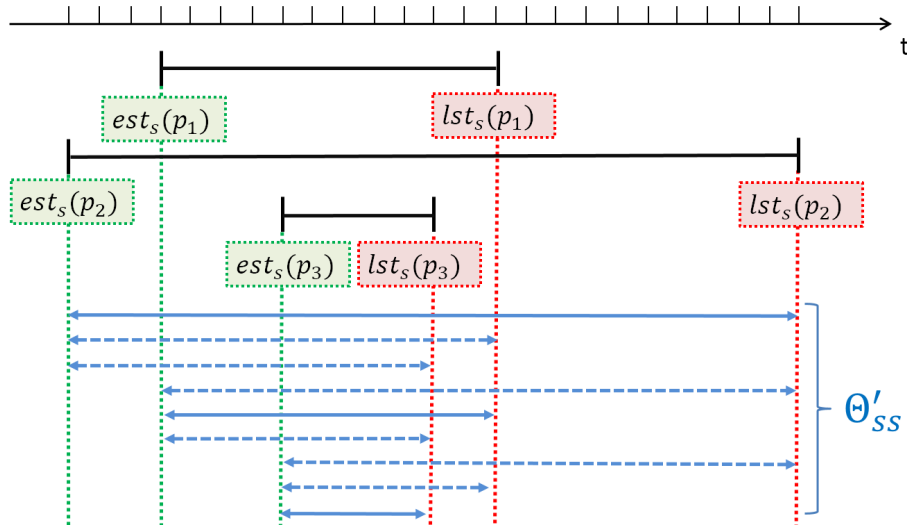 t
est_s(p_1)
lst_s(p_1)
est_s(p_2)
lst_s(p_2)
est_s(p_3)
lst_s(p_3)
Θ′_ss